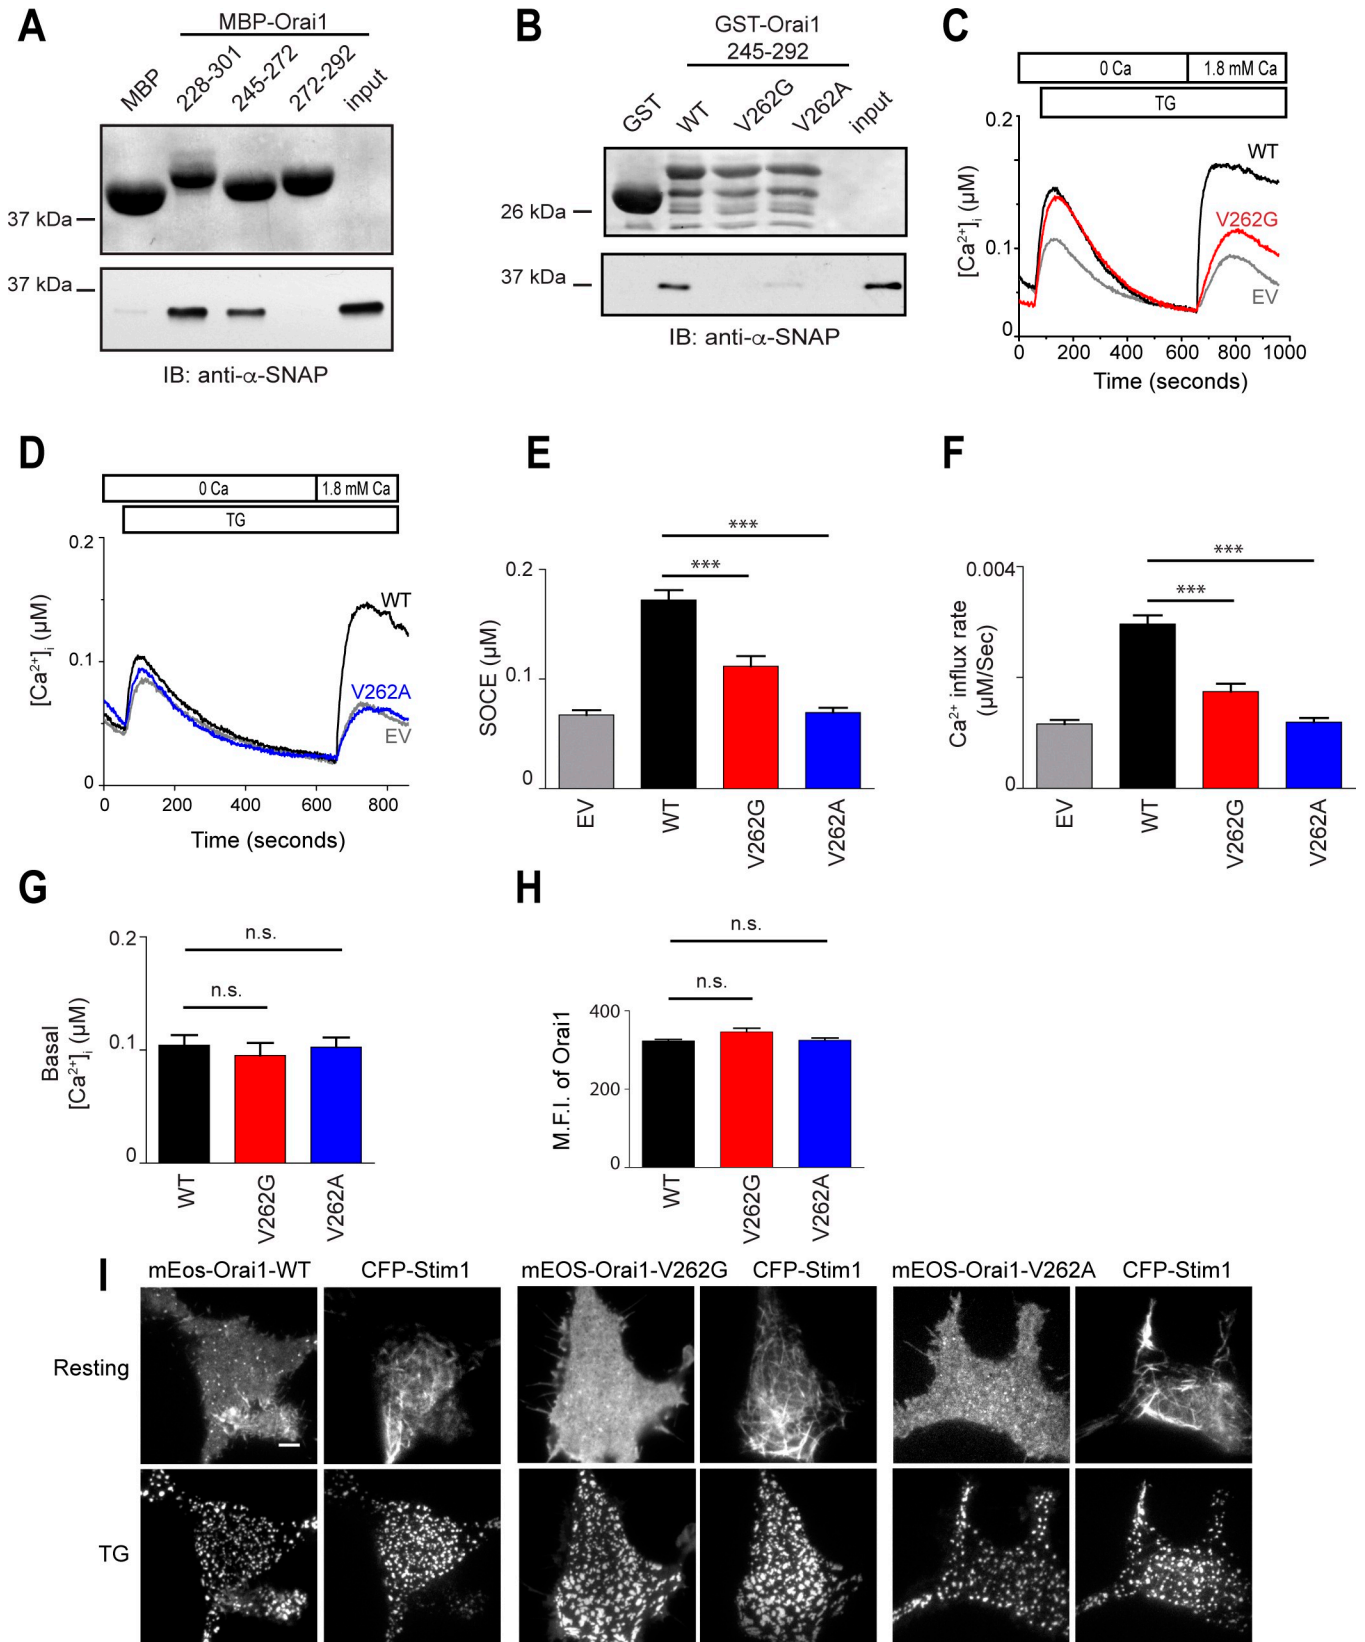 A
MBP-Orai1
MBP
228-301
245-272
272-292
input
37 kDa
37 kDa
IB: anti-α-SNAP
B
GST-Orai1
245-292
GST
WT
V262G
V262A
input
26 kDa
37 kDa
IB: anti-α-SNAP
C
0 Ca
1.8 mM Ca
TG
0.2
0.1
0
[Ca²⁺]ᵢ (μM)
WT
V262G
EV
0 200 400 600 800 1000
Time (seconds)
D
0 Ca
1.8 mM Ca
TG
0.2
0.1
0
[Ca²⁺]ᵢ (μM)
WT
V262A
EV
0 200 400 600 800
Time (seconds)
E
***
***
0.2
0.1
0
SOCE (μM)
EV
WT
V262G
V262A
F
***
***
0.004
0
Ca²⁺ influx rate
(μM/Sec)
EV
WT
V262G
V262A
G
n.s.
n.s.
0.2
0.1
0
Basal
[Ca²⁺]ᵢ (μM)
WT
V262G
V262A
H
n.s.
n.s.
400
200
0
M.F.I. of Orai1
WT
V262G
V262A
I
mEos-Orai1-WT
CFP-Stim1
mEOS-Orai1-V262G
CFP-Stim1
mEOS-Orai1-V262A
CFP-Stim1
Resting
TG